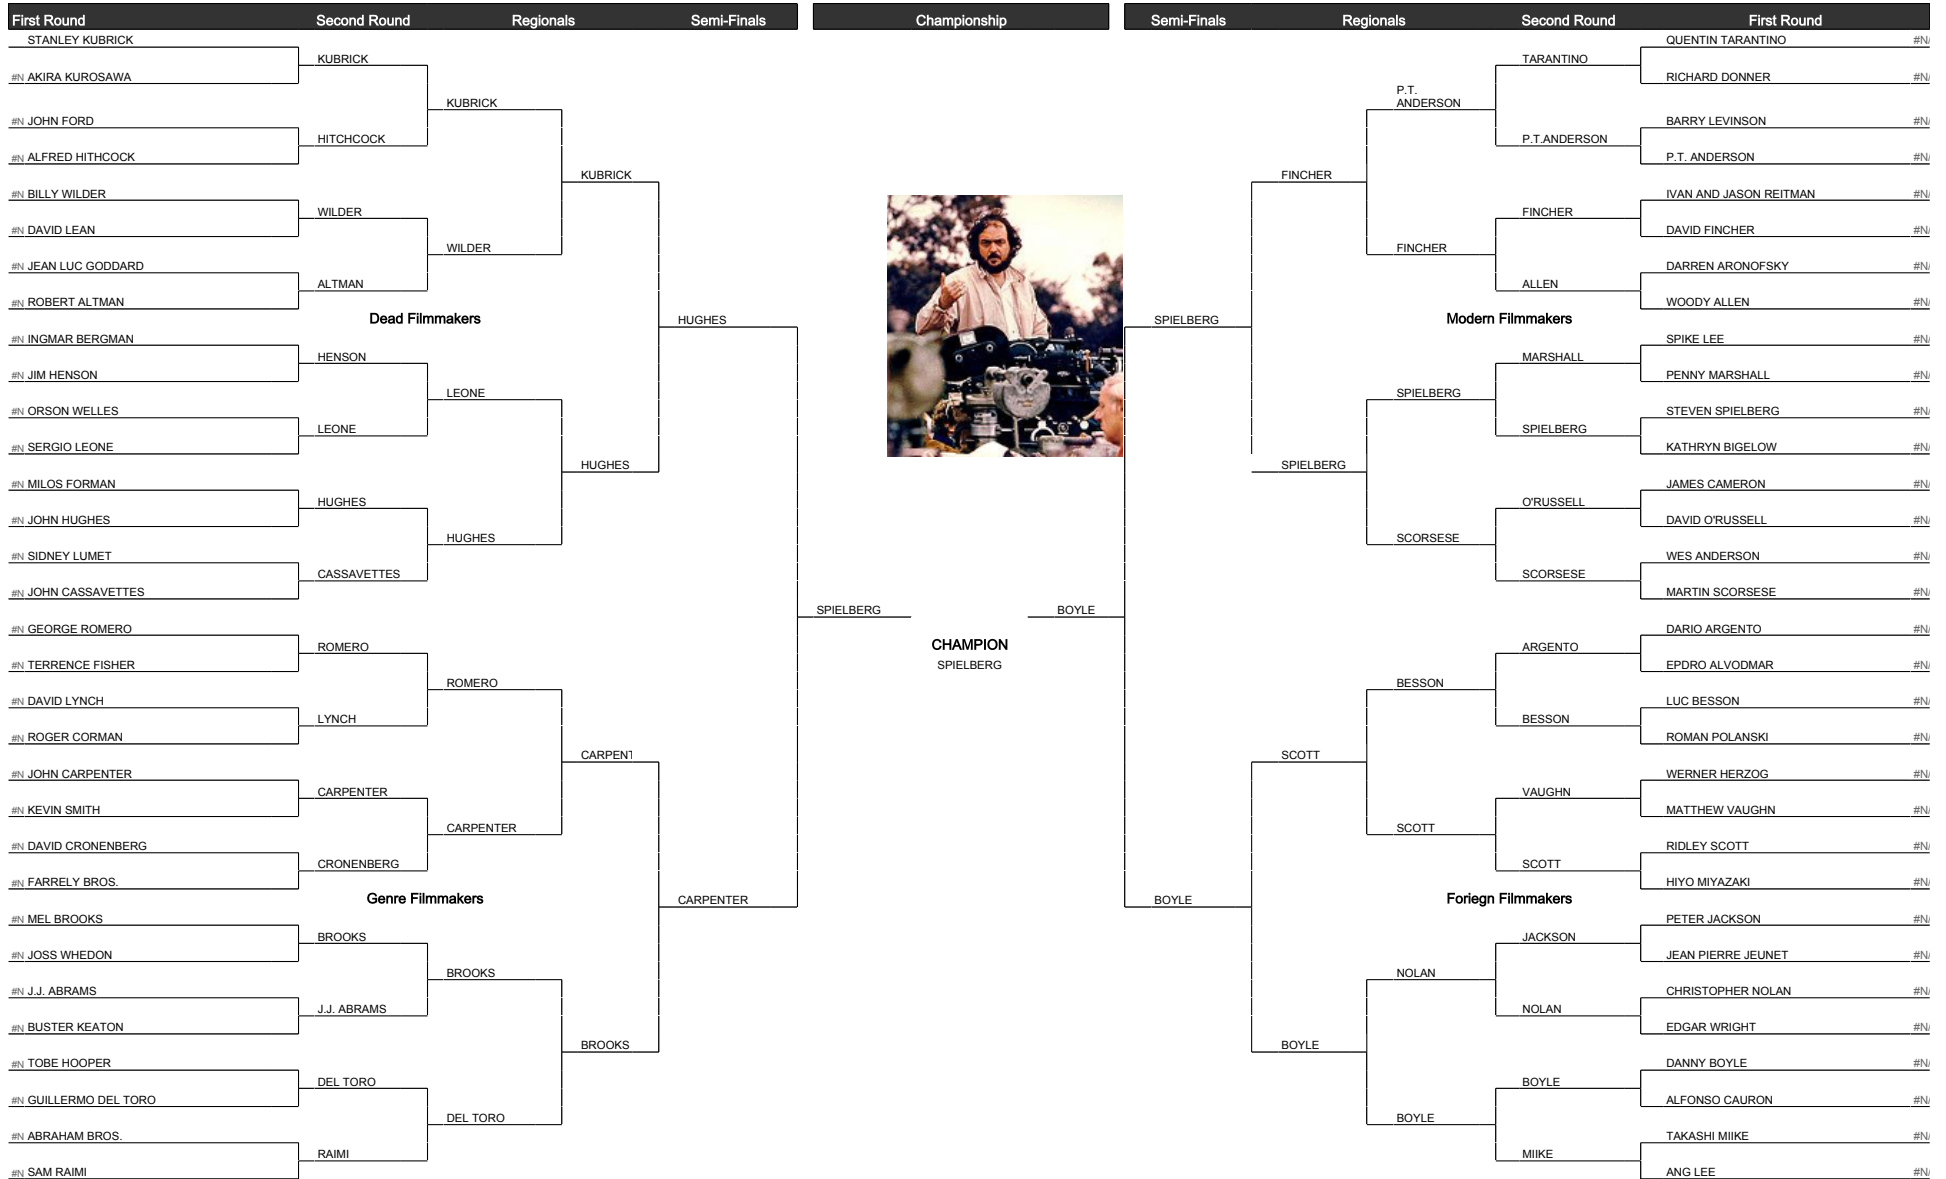 First Round
Second Round
Regionals
Semi-Finals
Championship
Semi-Finals
Regionals
Second Round
First Round
STANLEY KUBRICK
#N AKIRA KUROSAWA
#N JOHN FORD
#N ALFRED HITHCOCK
#N BILLY WILDER
#N DAVID LEAN
#N JEAN LUC GODDARD
#N ROBERT ALTMAN
#N INGMAR BERGMAN
#N JIM HENSON
#N ORSON WELLES
#N SERGIO LEONE
#N MILOS FORMAN
#N JOHN HUGHES
#N SIDNEY LUMET
#N JOHN CASSAVETTES
#N GEORGE ROMERO
#N TERRENCE FISHER
#N DAVID LYNCH
#N ROGER CORMAN
#N JOHN CARPENTER
#N KEVIN SMITH
#N DAVID CRONENBERG
#N FARRELY BROS.
#N MEL BROOKS
#N JOSS WHEDON
#N J.J. ABRAMS
#N BUSTER KEATON
#N TOBE HOOPER
#N GUILLERMO DEL TORO
#N ABRAHAM BROS.
#N SAM RAIMI
KUBRICK
HITCHCOCK
WILDER
ALTMAN
Dead Filmmakers
HENSON
LEONE
HUGHES
CASSAVETTES
ROMERO
LYNCH
CARPENTER
CRONENBERG
Genre Filmmakers
BROOKS
J.J. ABRAMS
DEL TORO
RAIMI
KUBRICK
WILDER
LEONE
HUGHES
ROMERO
CARPENTER
BROOKS
DEL TORO
KUBRICK
HUGHES
CARPENT
BROOKS
HUGHES
CARPENTER
SPIELBERG
BOYLE
CHAMPION
SPIELBERG
SPIELBERG
BOYLE
FINCHER
SPIELBERG
SCOTT
BOYLE
P.T.
ANDERSON
FINCHER
SPIELBERG
SCORSESE
BESSON
SCOTT
NOLAN
BOYLE
TARANTINO
P.T.ANDERSON
FINCHER
ALLEN
Modern Filmmakers
MARSHALL
SPIELBERG
O'RUSSELL
SCORSESE
ARGENTO
BESSON
VAUGHN
SCOTT
Foriegn Filmmakers
JACKSON
NOLAN
BOYLE
MIIKE
QUENTIN TARANTINO #N/
RICHARD DONNER #N/
BARRY LEVINSON #N/
P.T. ANDERSON #N/
IVAN AND JASON REITMAN #N/
DAVID FINCHER #N/
DARREN ARONOFSKY #N/
WOODY ALLEN #N/
SPIKE LEE #N/
PENNY MARSHALL #N/
STEVEN SPIELBERG #N/
KATHRYN BIGELOW #N/
JAMES CAMERON #N/
DAVID O'RUSSELL #N/
WES ANDERSON #N/
MARTIN SCORSESE #N/
DARIO ARGENTO #N/
EPDRO ALVODMAR #N/
LUC BESSON #N/
ROMAN POLANSKI #N/
WERNER HERZOG #N/
MATTHEW VAUGHN #N/
RIDLEY SCOTT #N/
HIYO MIYAZAKI #N/
PETER JACKSON #N/
JEAN PIERRE JEUNET #N/
CHRISTOPHER NOLAN #N/
EDGAR WRIGHT #N/
DANNY BOYLE #N/
ALFONSO CAURON #N/
TAKASHI MIIKE #N/
ANG LEE #N/